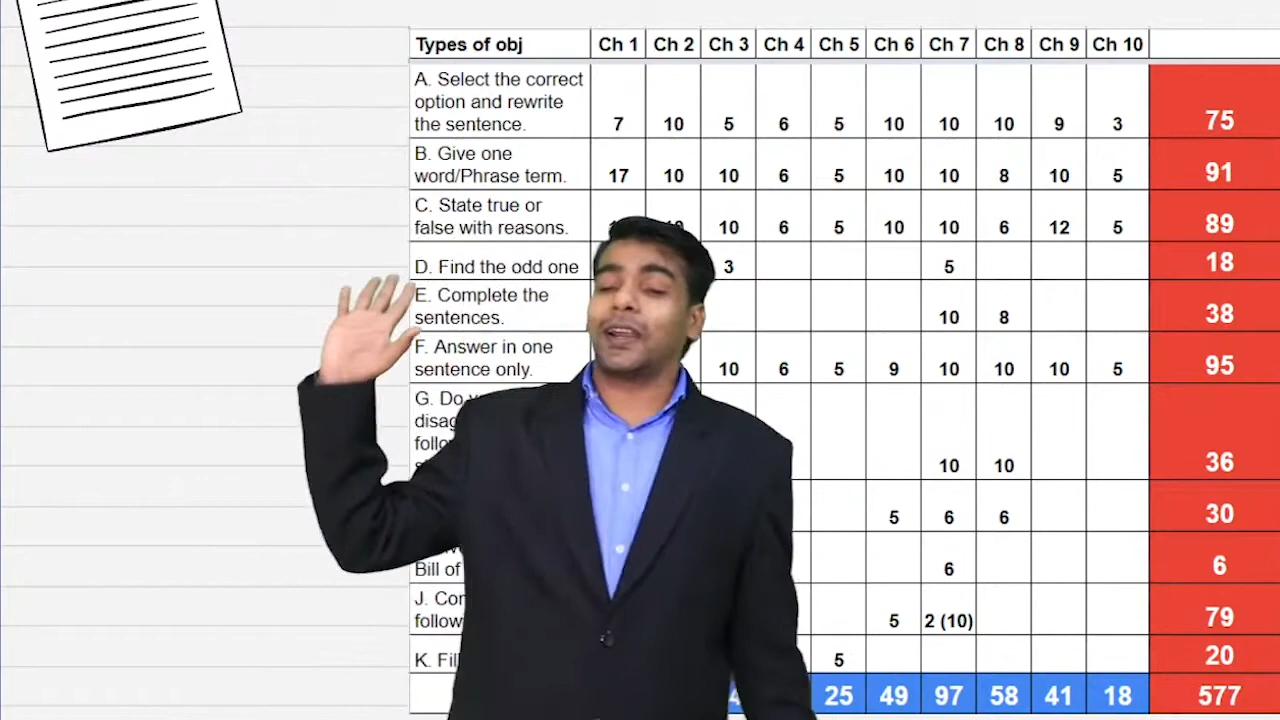 Types of obj Ch 1 Ch 2 Ch 3 Ch 4 Ch 5 Ch 6 Ch 7 Ch 8 Ch 9 Ch 10
A. Select the correct
option and rewrite
the sentence. 7 10 5 6 5 10 10 10 9 3 75
B. Give one
word/Phrase term. 17 10 10 6 5 10 10 8 10 5 91
C. State true or
false with reasons. 10 6 5 10 10 6 12 5 89
D. Find the odd one 3 5 18
E. Complete the
sentences. 10 8 38
F. Answer in one
sentence only. 10 6 5 9 10 10 10 5 95
G. Do
10 10 36
5 6 6 30
Bill of 6 6
J.
5 2 (10) 79
K. 5 20
25 49 97 58 41 18 577